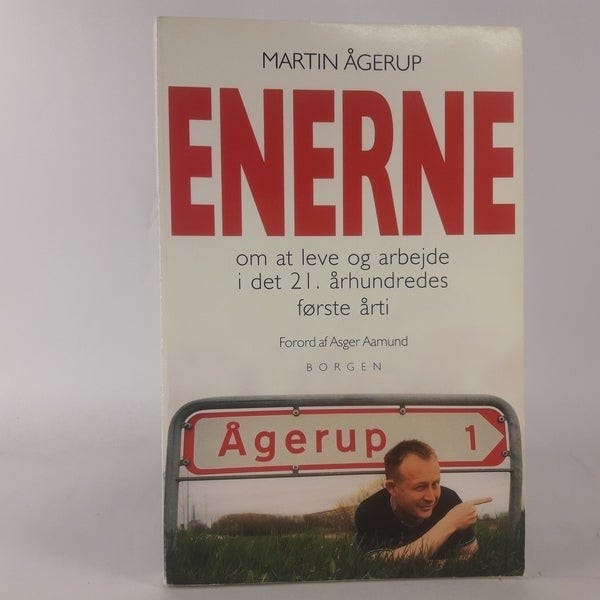 MARTIN ÅGERUP
ENERNE
om at leve og arbejde
i det 21. århundredes
første årti
Forord af Asger Aamund
BORGEN
Ågerup 1